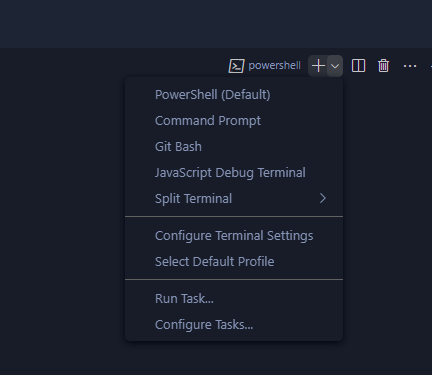 powershell
PowerShell (Default)
Command Prompt
Git Bash
JavaScript Debug Terminal
Split Terminal
Configure Terminal Settings
Select Default Profile
Run Task...
Configure Tasks...